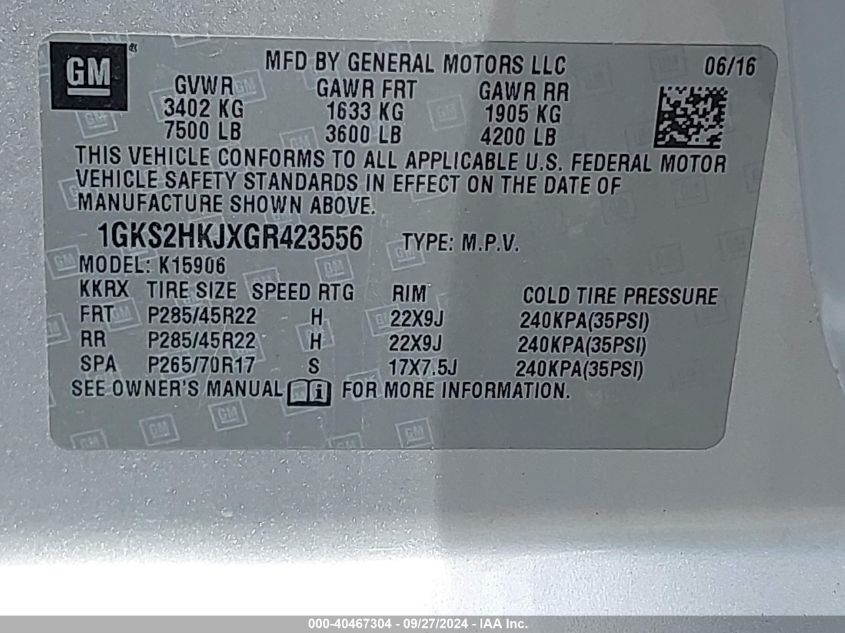 GM ®
MFD BY GENERAL MOTORS LLC 06/16
GVWR GAWR FRT GAWR RR
3402 KG 1633 KG 1905 KG
7500 LB 3600 LB 4200 LB
THIS VEHICLE CONFORMS TO ALL APPLICABLE U.S. FEDERAL MOTOR
VEHICLE SAFETY STANDARDS IN EFFECT ON THE DATE OF
MANUFACTURE SHOWN ABOVE.
1GKS2HKJXGR423556 TYPE: M.P.V.
MODEL: K15906
KKRX TIRE SIZE SPEED RTG RIM COLD TIRE PRESSURE
FRT P285/45R22 H 22X9J 240KPA(35PSI)
RR P285/45R22 H 22X9J 240KPA(35PSI)
SPA P265/70R17 S 17X7.5J 240KPA(35PSI)
SEE OWNER'S MANUAL i FOR MORE INFORMATION.
000-40467304 - 09/27/2024 - IAA, Inc.